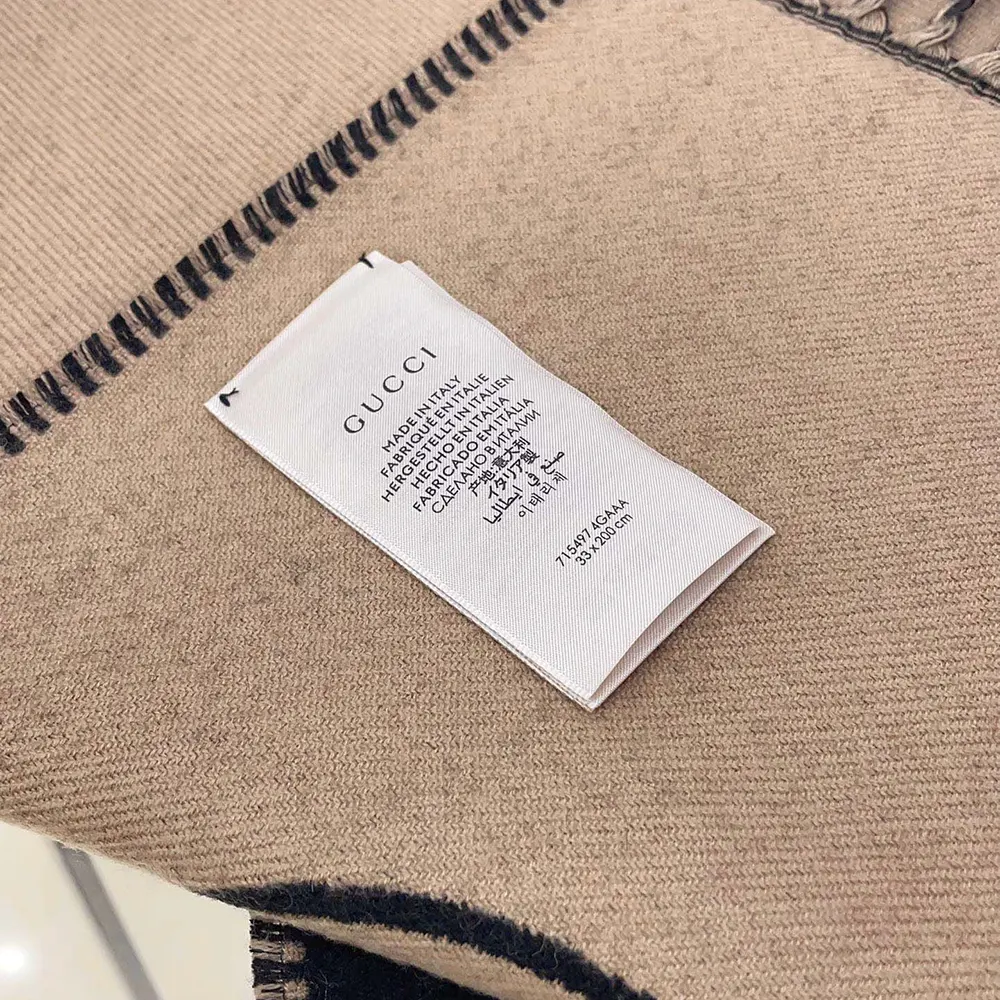 GUCCI
MADE IN ITALY
FABRIQUÉ EN ITALIE
HERGESTELLT IN ITALIEN
HECHO EN ITALIA
FABRICADO EM ITÁLIA
СДЕЛАНО В ИТАЛИИ
产地:意大利
イタリア製
صنع في ايطاليا
이태리제
715497 4GAAA
33 x 200 cm